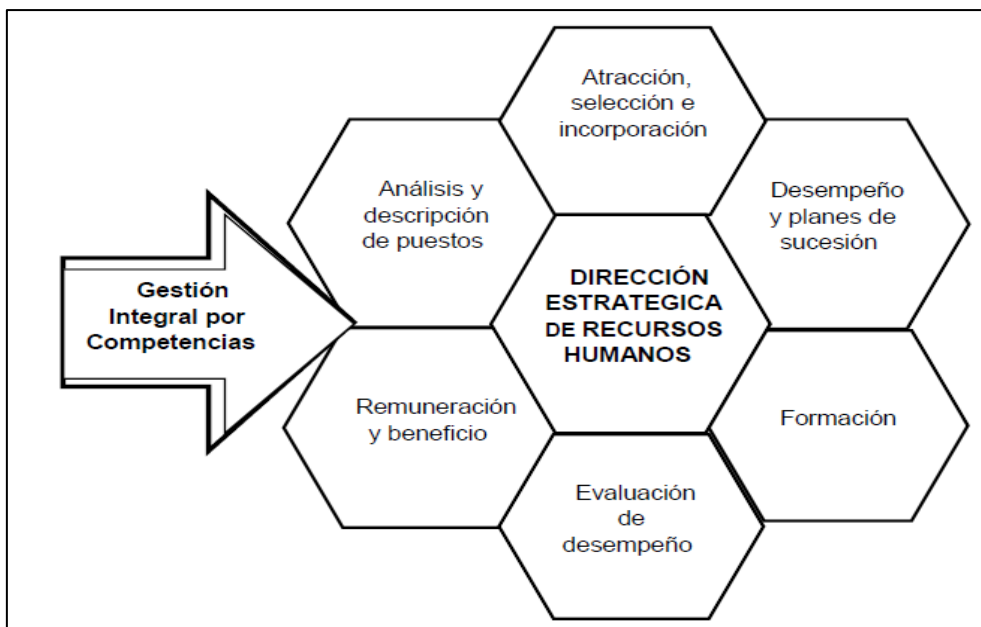 Atracción,
selección e
incorporación
Análisis y
descripción
de puestos
Desempeño
y planes de
sucesión
Gestión
Integral por
Competencias
DIRECCIÓN
ESTRATEGICA
DE RECURSOS
HUMANOS
Remuneración
y beneficio
Formación
Evaluación
de
desempeño